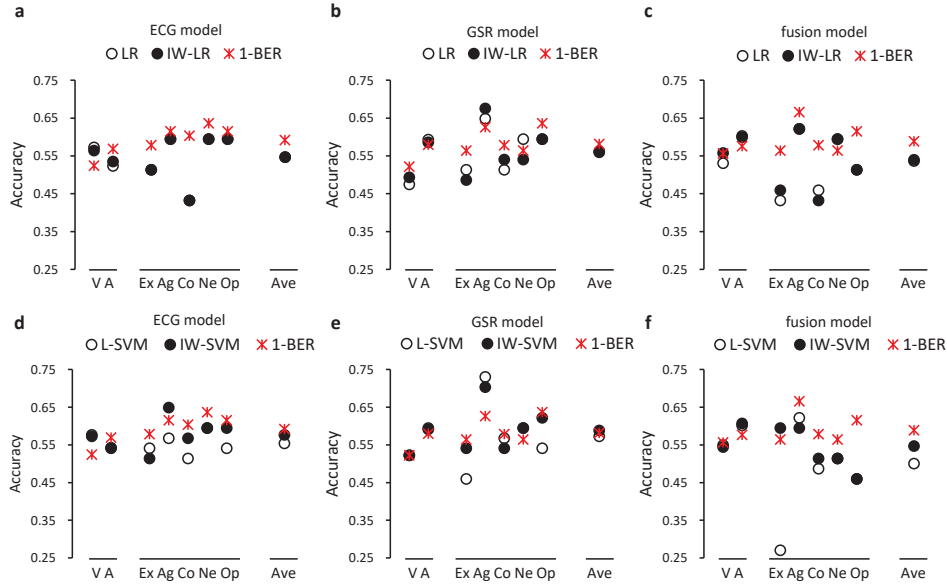 a
ECG model
LR IW-LR 1-BER
Accuracy
0.75
0.65
0.55
0.45
0.35
0.25
V A Ex Ag Co Ne Op Ave
b
GSR model
LR IW-LR 1-BER
Accuracy
0.75
0.65
0.55
0.45
0.35
0.25
V A Ex Ag Co Ne Op Ave
c
fusion model
LR IW-LR 1-BER
Accuracy
0.75
0.65
0.55
0.45
0.35
0.25
V A Ex Ag Co Ne Op Ave
d
ECG model
L-SVM IW-SVM 1-BER
Accuracy
0.75
0.65
0.55
0.45
0.35
0.25
V A Ex Ag Co Ne Op Ave
e
GSR model
L-SVM IW-SVM 1-BER
Accuracy
0.75
0.65
0.55
0.45
0.35
0.25
V A Ex Ag Co Ne Op Ave
f
fusion model
L-SVM IW-SVM 1-BER
Accuracy
0.75
0.65
0.55
0.45
0.35
0.25
V A Ex Ag Co Ne Op Ave